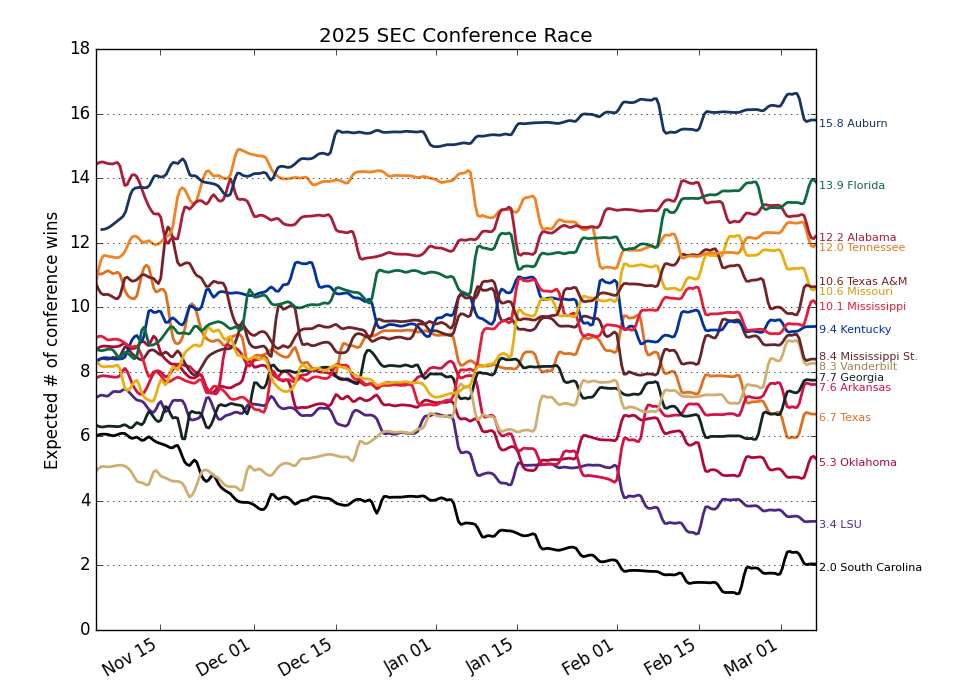 2025 SEC Conference Race
Expected # of conference wins
18
16
14
12
10
8
6
4
2
0
15.8 Auburn
13.9 Florida
12.2 Alabama
12.0 Tennessee
10.6 Texas A&M
10.6 Missouri
10.1 Mississippi
9.4 Kentucky
8.4 Mississippi St.
8.3 Vanderbilt
7.7 Georgia
7.6 Arkansas
6.7 Texas
5.3 Oklahoma
3.4 LSU
2.0 South Carolina
Nov 15
Dec 01
Dec 15
Jan 01
Jan 15
Feb 01
Feb 15
Mar 01